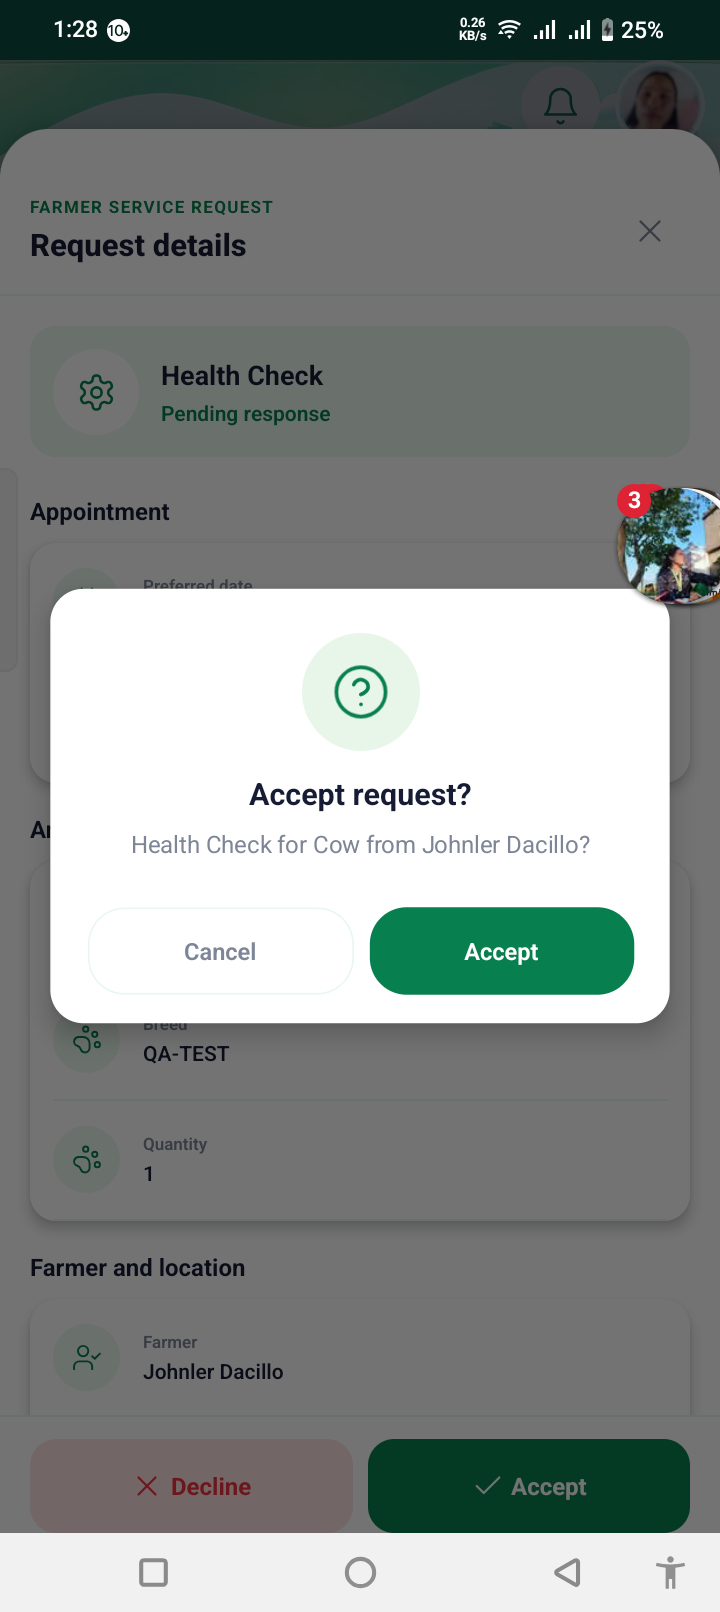 1:28
10+
0.26
KB/s
25%
FARMER SERVICE REQUEST
Request details
Health Check
Pending response
Appointment
3
Preferred date
Accept request?
Health Check for Cow from Johnler Dacillo?
Cancel
Accept
Breed
QA-TEST
Quantity
1
Farmer and location
Farmer
Johnler Dacillo
Decline
Accept